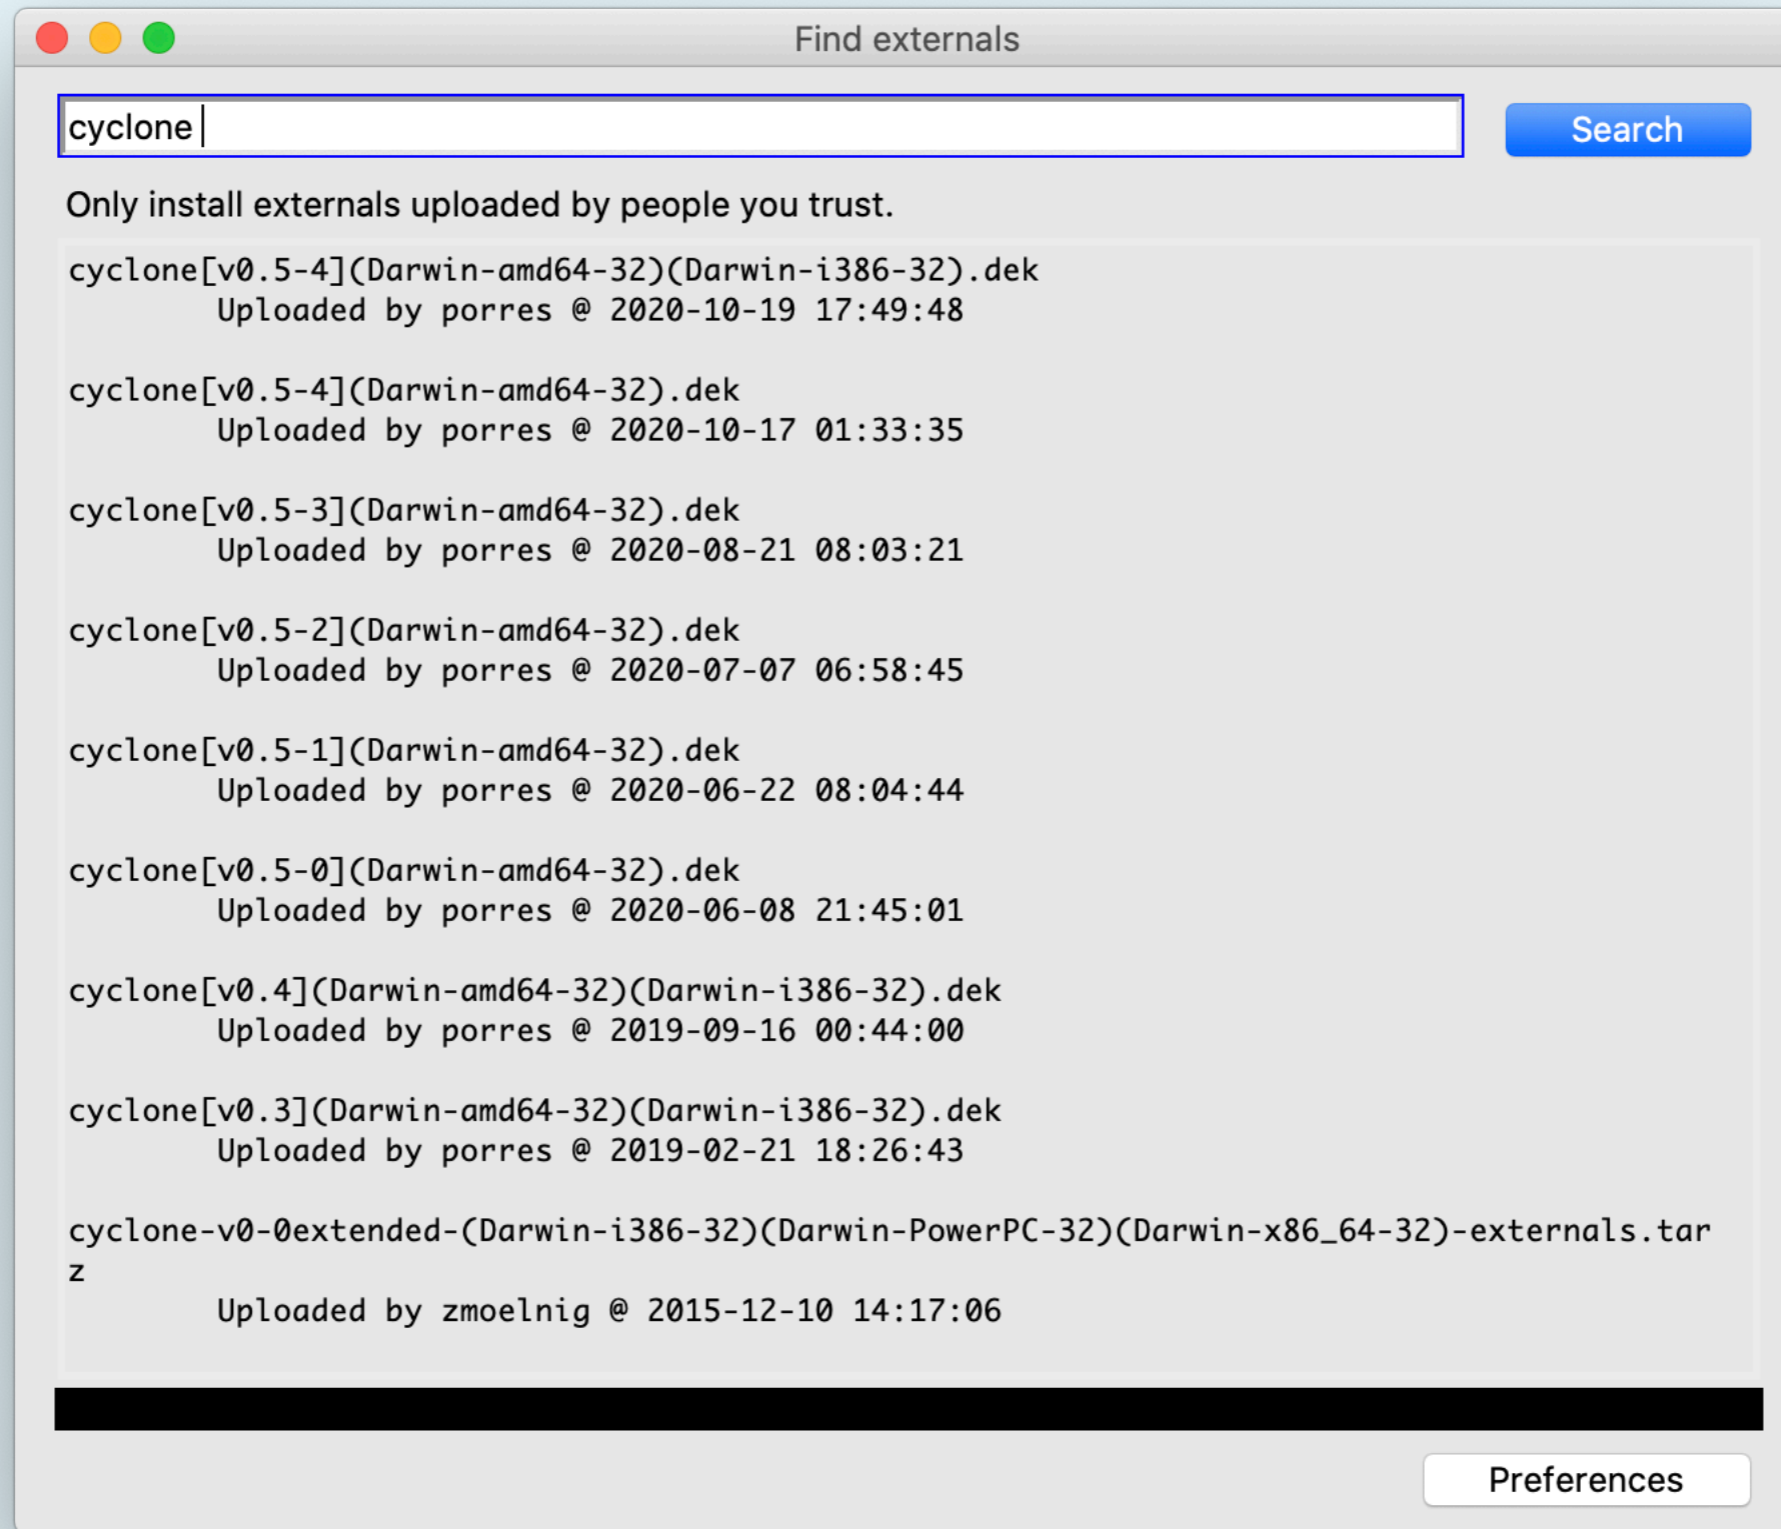 Find externals
cyclone
Search
Only install externals uploaded by people you trust.
cyclone[v0.5-4](Darwin-amd64-32)(Darwin-i386-32).dek
Uploaded by porres @ 2020-10-19 17:49:48
cyclone[v0.5-4](Darwin-amd64-32).dek
Uploaded by porres @ 2020-10-17 01:33:35
cyclone[v0.5-3](Darwin-amd64-32).dek
Uploaded by porres @ 2020-08-21 08:03:21
cyclone[v0.5-2](Darwin-amd64-32).dek
Uploaded by porres @ 2020-07-07 06:58:45
cyclone[v0.5-1](Darwin-amd64-32).dek
Uploaded by porres @ 2020-06-22 08:04:44
cyclone[v0.5-0](Darwin-amd64-32).dek
Uploaded by porres @ 2020-06-08 21:45:01
cyclone[v0.4](Darwin-amd64-32)(Darwin-i386-32).dek
Uploaded by porres @ 2019-09-16 00:44:00
cyclone[v0.3](Darwin-amd64-32)(Darwin-i386-32).dek
Uploaded by porres @ 2019-02-21 18:26:43
cyclone-v0-0extended-(Darwin-i386-32)(Darwin-PowerPC-32)(Darwin-x86_64-32)-externals.tar
z
Uploaded by zmoelnig @ 2015-12-10 14:17:06
Preferences